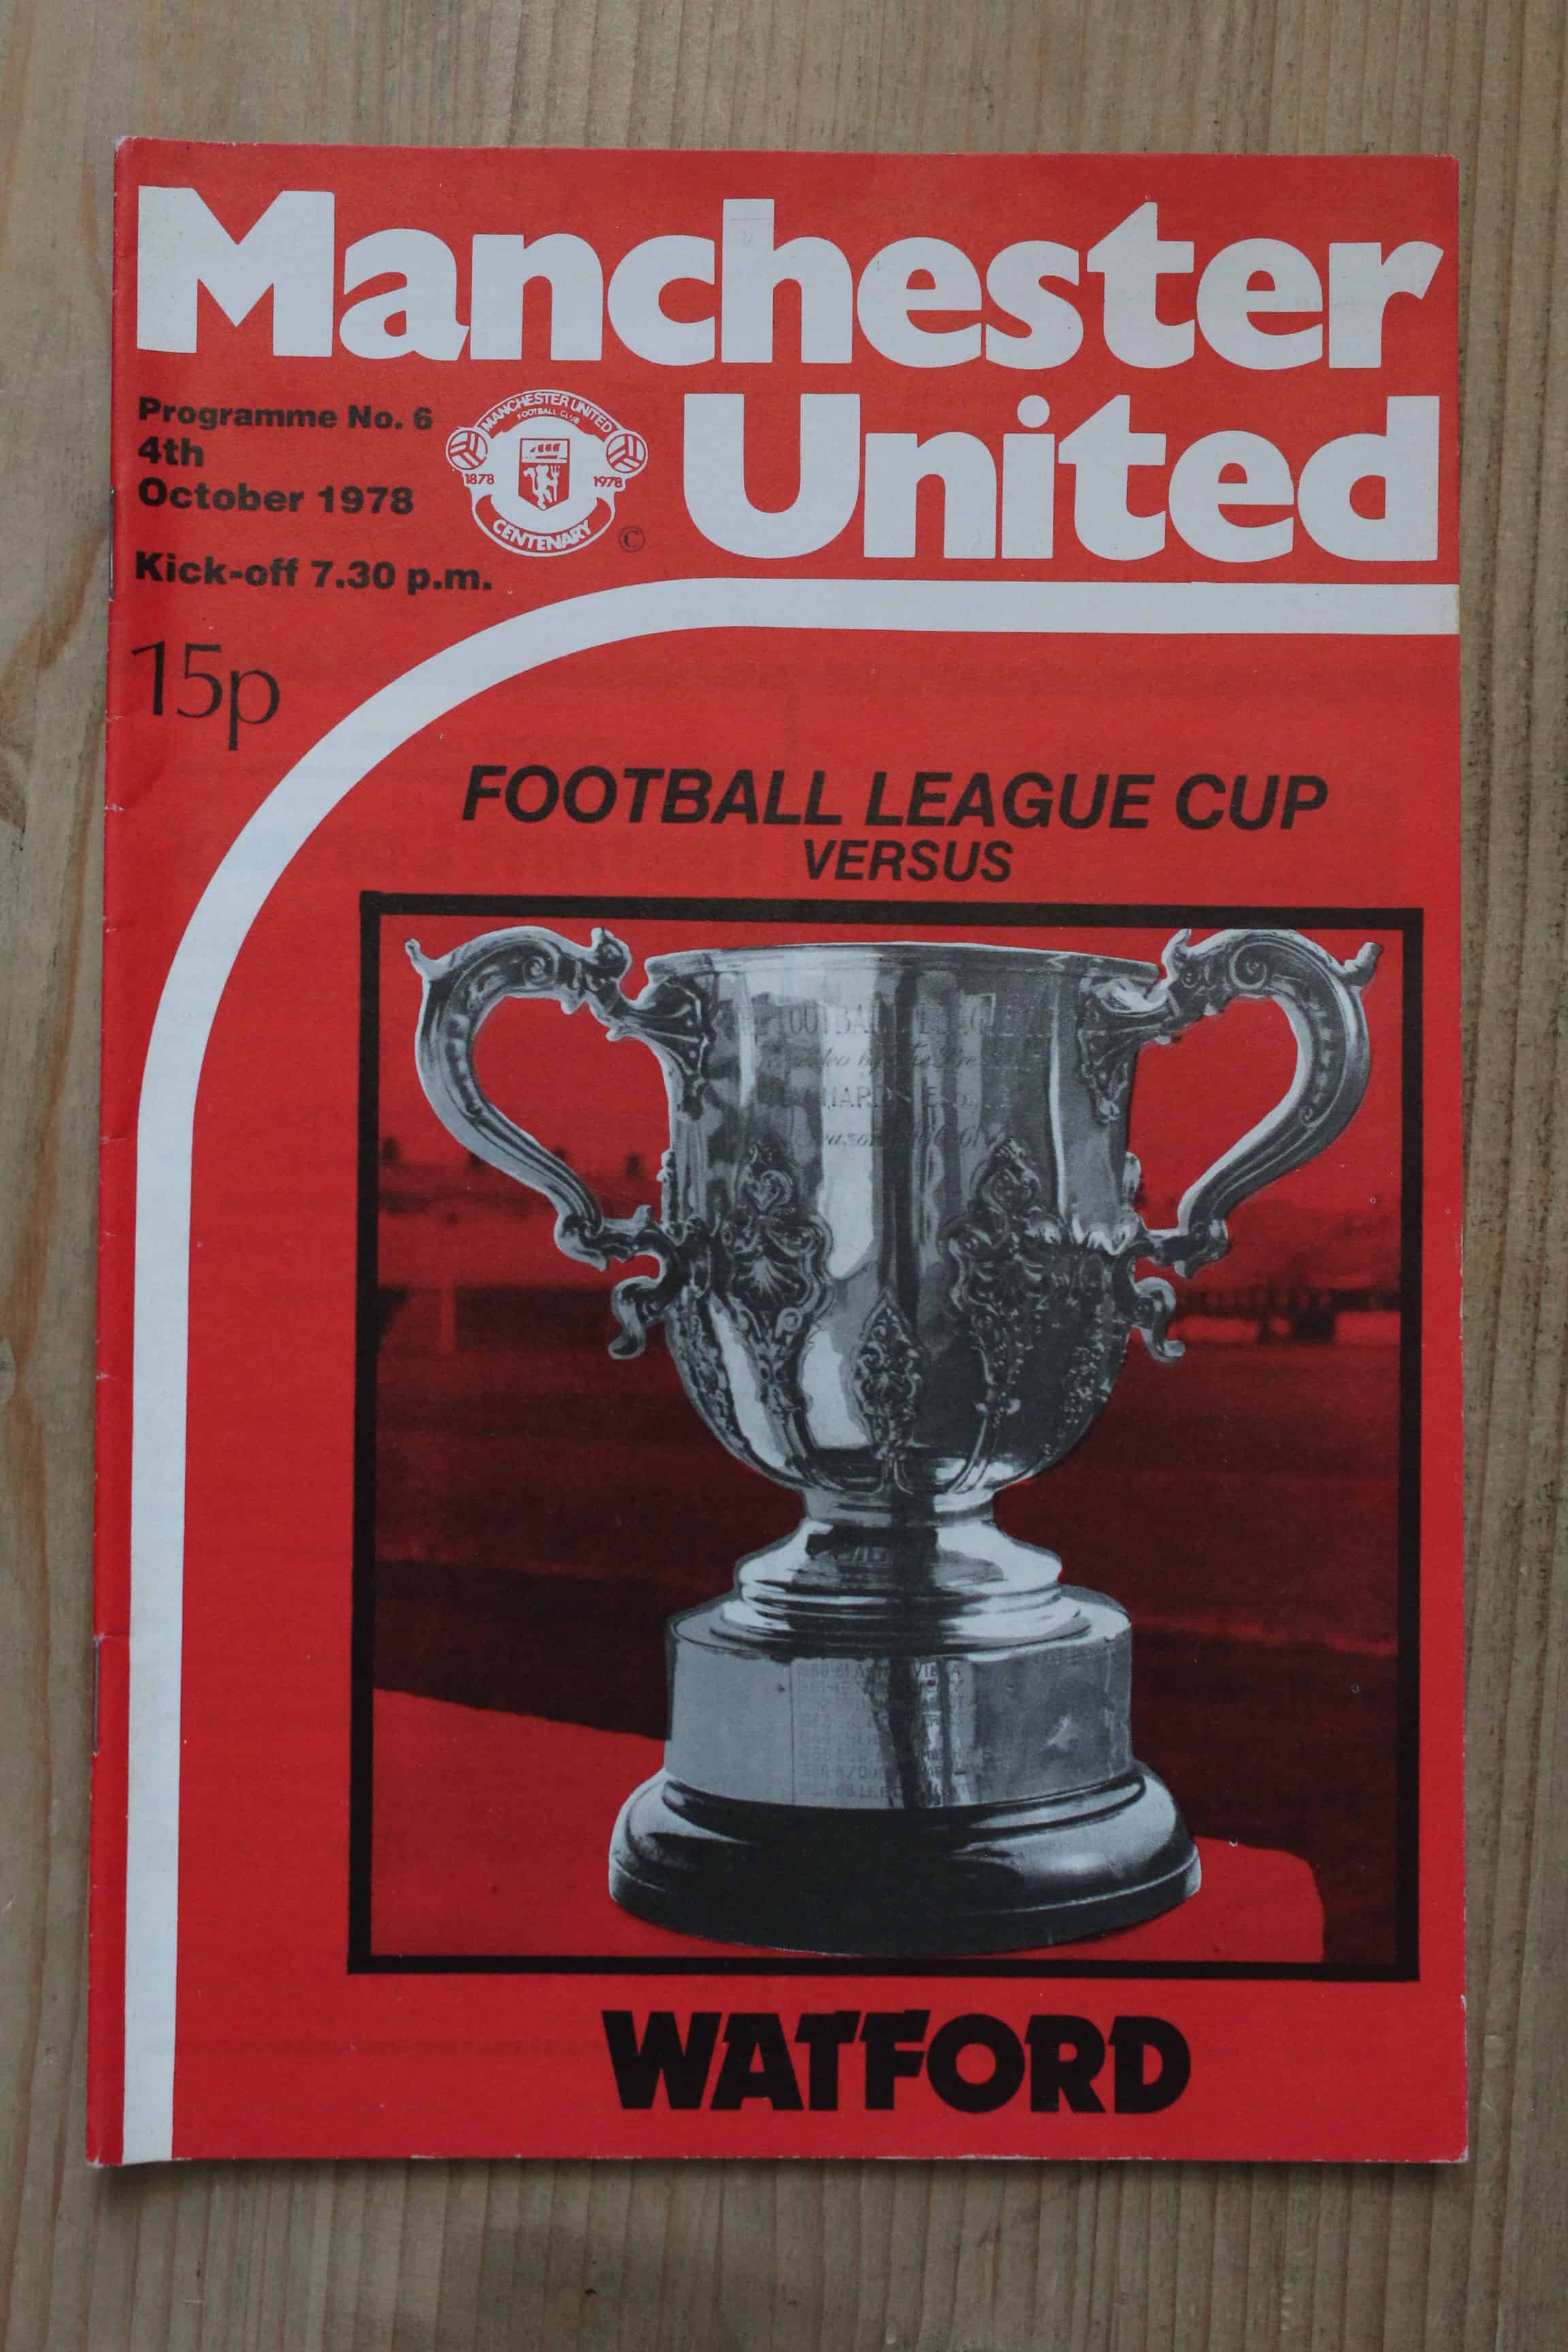 Manchester
United
Programme No. 6
4th
October 1978
Kick-off 7.30 p.m.
MANCHESTER UNITED
FOOTBALL CLUB
1878 1978
CENTENARY
©
15p
FOOTBALL LEAGUE CUP
VERSUS
WATFORD